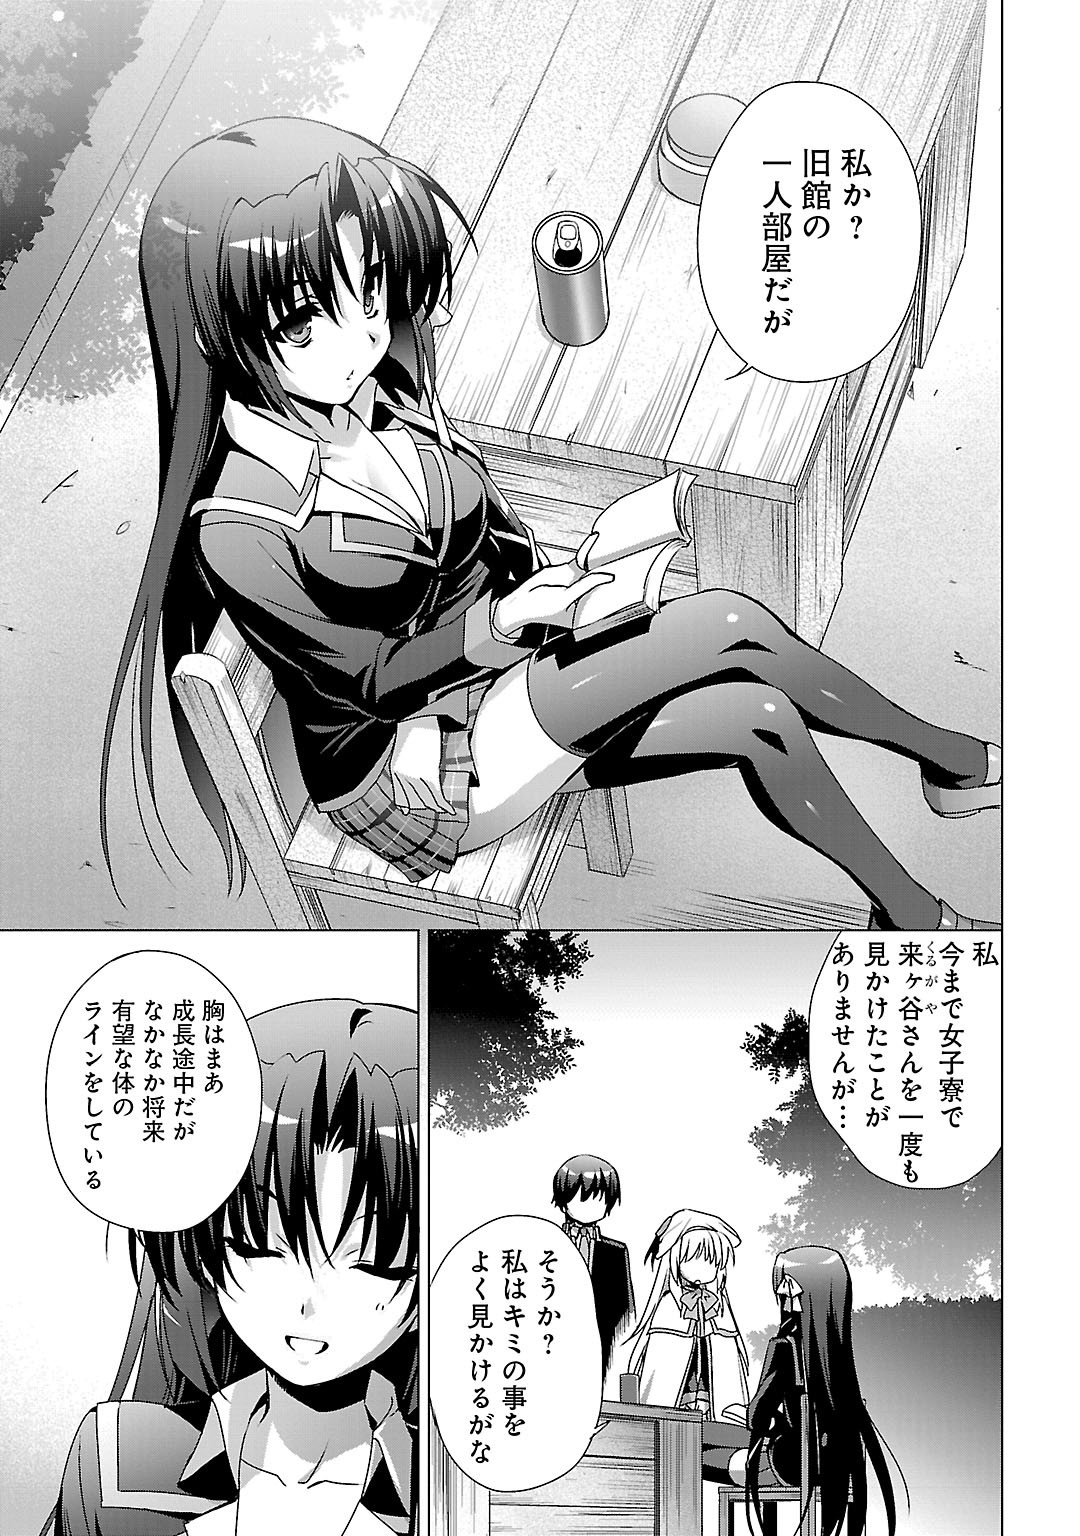 私か？
旧館の
一人部屋だが
私
今まで女子寮で
来ヶ谷さんを一度も
くるがや
見かけたことが
ありませんが…
そうか？
私はキミの事を
よく見かけるがな
胸はまあ
成長途中だが
なかなか将来
有望な体の
ラインをしている